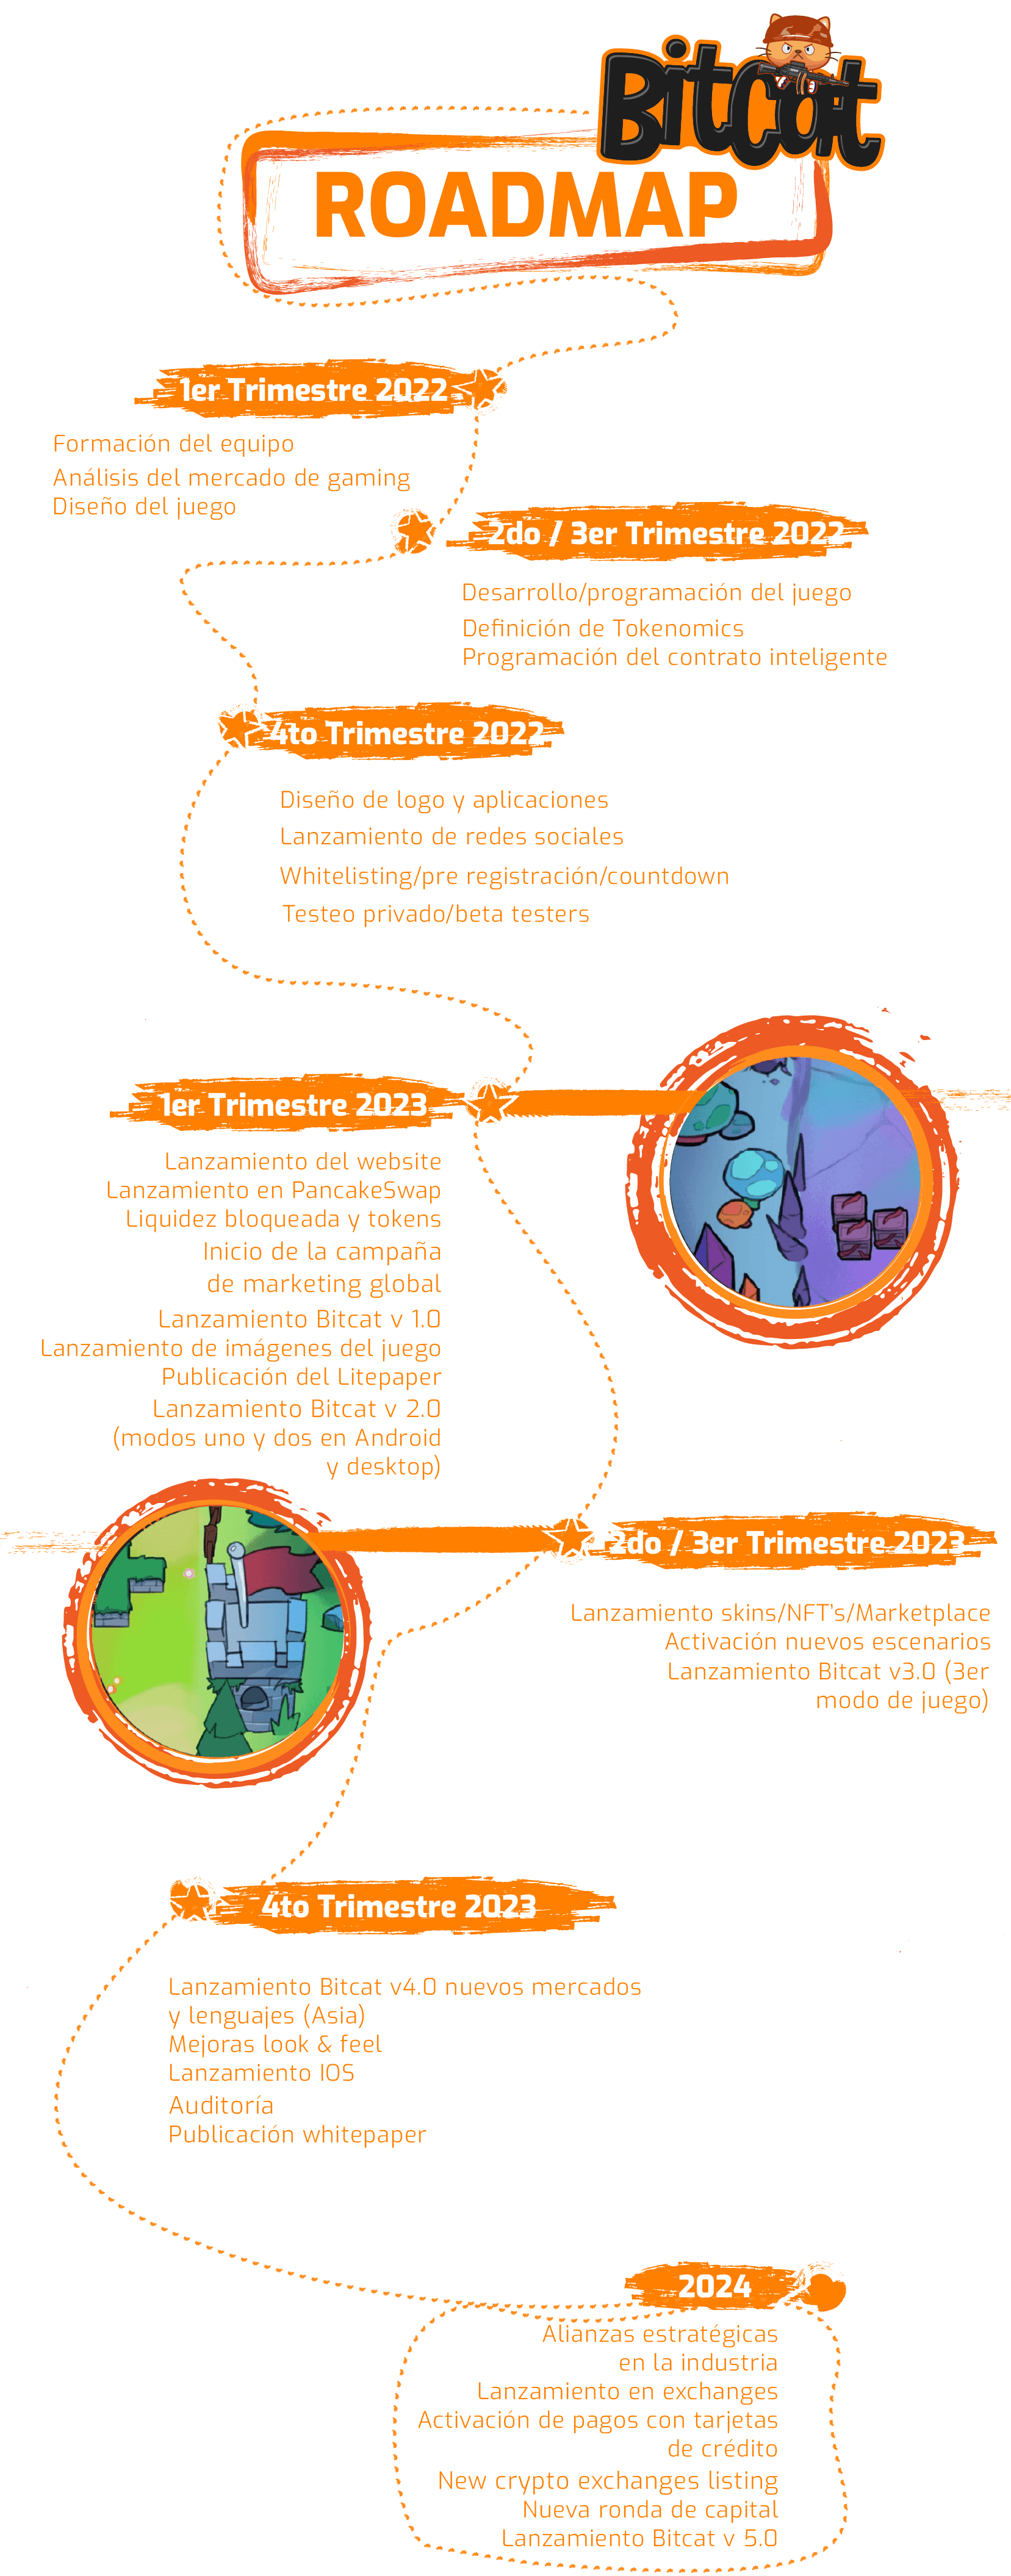 BitCat
ROADMAP
1er Trimestre 2022
Formación del equipo
Análisis del mercado de gaming
Diseño del juego
2do / 3er Trimestre 2022
Desarrollo/programación del juego
Definición de Tokenomics
Programación del contrato inteligente
4to Trimestre 2022
Diseño de logo y aplicaciones
Lanzamiento de redes sociales
Whitelisting/pre registración/countdown
Testeo privado/beta testers
1er Trimestre 2023
Lanzamiento del website
Lanzamiento en PancakeSwap
Liquidez bloqueada y tokens
Inicio de la campaña
de marketing global
Lanzamiento Bitcat v 1.0
Lanzamiento de imágenes del juego
Publicación del Litepaper
Lanzamiento Bitcat v 2.0
(modos uno y dos en Android
y desktop)
2do / 3er Trimestre 2023
Lanzamiento skins/NFT's/Marketplace
Activación nuevos escenarios
Lanzamiento Bitcat v3.0 (3er
modo de juego)
4to Trimestre 2023
Lanzamiento Bitcat v4.0 nuevos mercados
y lenguajes (Asia)
Mejoras look & feel
Lanzamiento IOS
Auditoría
Publicación whitepaper
2024
Alianzas estratégicas
en la industria
Lanzamiento en exchanges
Activación de pagos con tarjetas
de crédito
New crypto exchanges listing
Nueva ronda de capital
Lanzamiento Bitcat v 5.0